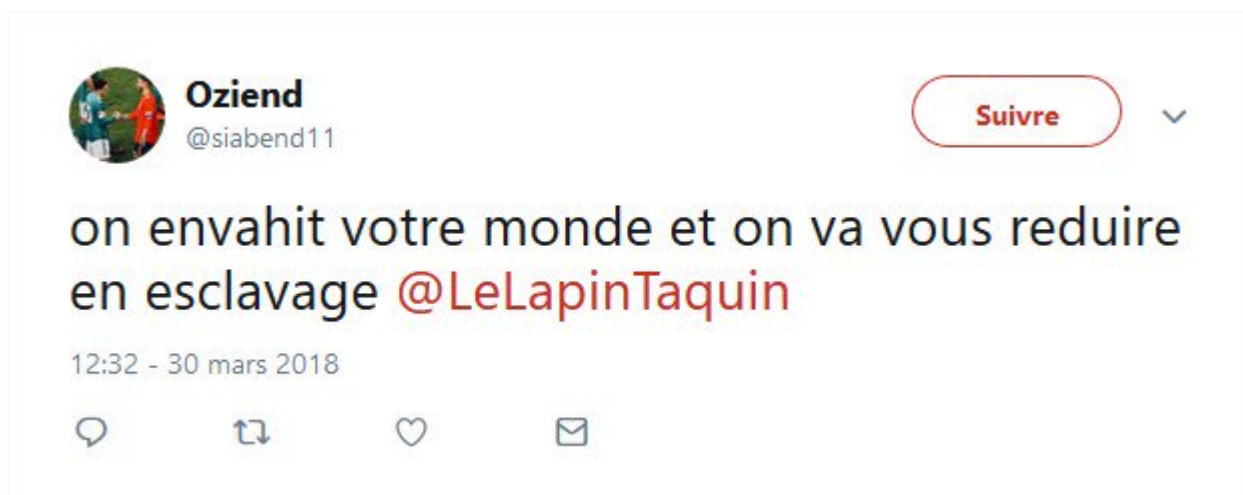 Oziend
@siabend11
Suivre
on envahit votre monde et on va vous reduire
en esclavage @LeLapinTaquin
12:32 - 30 mars 2018